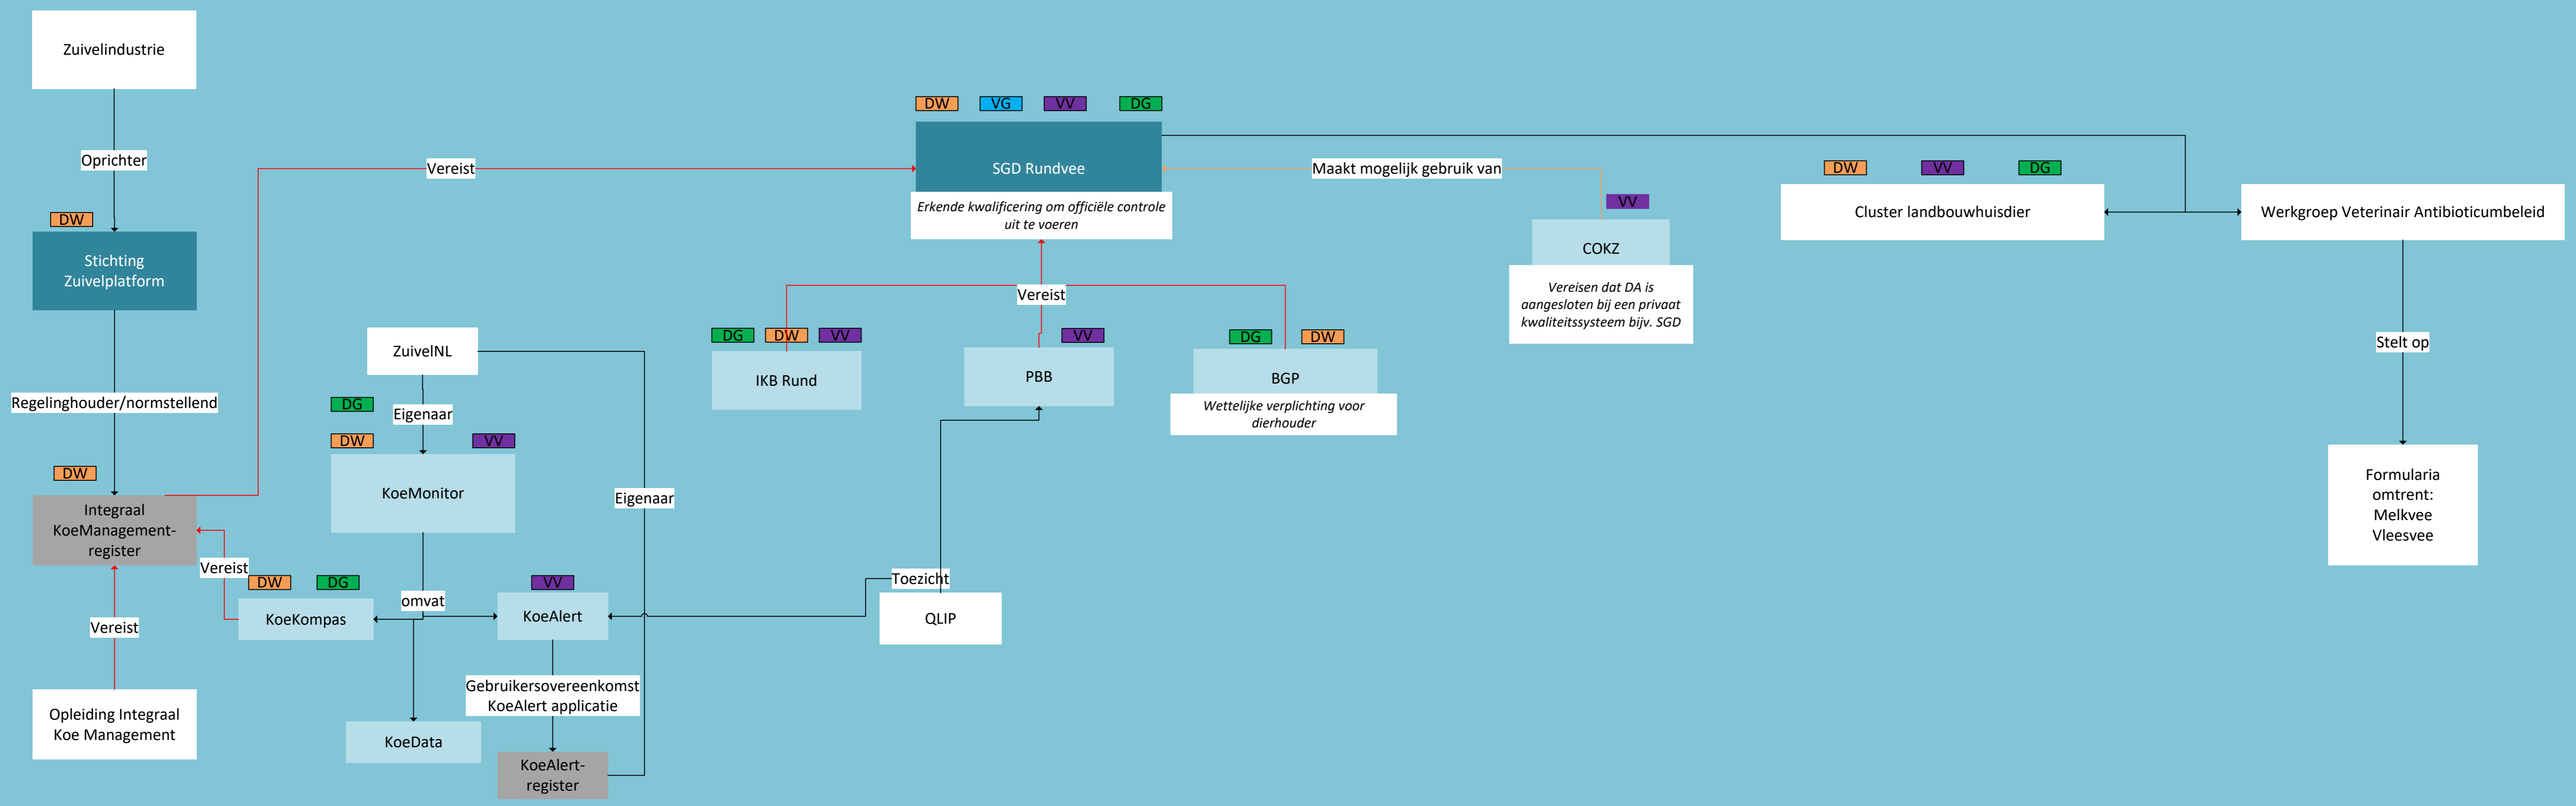 Zuivelindustrie
Oprichter
DW
Stichting
Zuivelplatform
Regelinghouder/normstellend
DW
Integraal
KoeManagement-
register
Vereist
Opleiding Integraal
Koe Management
Vereist
Vereist
ZuivelNL
Eigenaar
DG
DW
VV
KoeMonitor
omvat
DW
DG
KoeKompas
KoeData
VV
KoeAlert
Gebruikersovereenkomst
KoeAlert applicatie
KoeAlert-
register
Eigenaar
DW
VG
VV
DG
SGD Rundvee
Erkende kwalificering om officiële controle
uit te voeren
Vereist
DG
DW
VV
IKB Rund
VV
PBB
DG
DW
BGP
Wettelijke verplichting voor
dierhouder
Toezicht
QLIP
Maakt mogelijk gebruik van
VV
COKZ
Vereisen dat DA is
aangesloten bij een privaat
kwaliteitssysteem bijv. SGD
DW
VV
DG
Cluster landbouwhuisdier
Werkgroep Veterinair Antibioticumbeleid
Stelt op
Formularia
omtrent:
Melkvee
Vleesvee